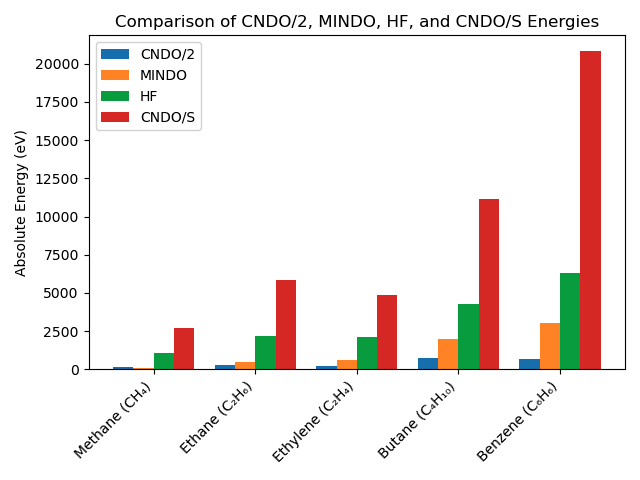 Comparison of CNDO/2, MINDO, HF, and CNDO/S Energies
CNDO/2
MINDO
HF
CNDO/S
Absolute Energy (eV)
20000
17500
15000
12500
10000
7500
5000
2500
0
Methane (CH₄)
Ethane (C₂H₆)
Ethylene (C₂H₄)
Butane (C₄H₁₀)
Benzene (C₆H₆)